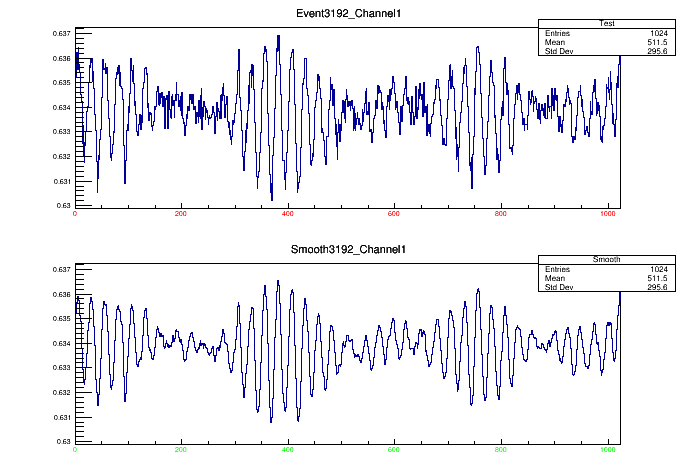 Event3192_Channel1
Test
Entries 1024
Mean 511.5
Std Dev 295.6
0.637
0.636
0.635
0.634
0.633
0.632
0.631
0.63
0 200 400 600 800 1000
Smooth3192_Channel1
Smooth
Entries 1024
Mean 511.5
Std Dev 295.6
0.637
0.636
0.635
0.634
0.633
0.632
0.631
0.63
0 200 400 600 800 1000